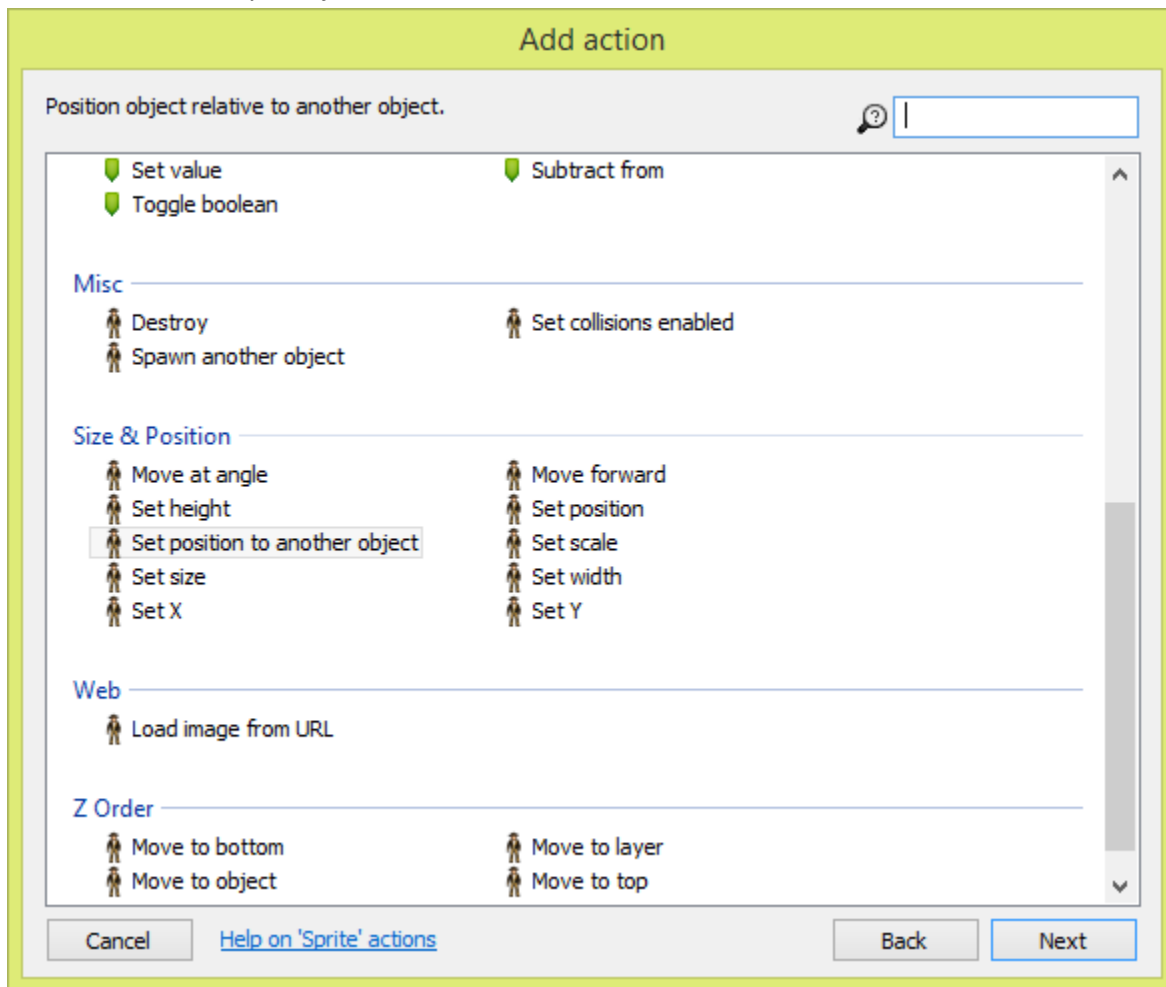 Add action
Position object relative to another object.
Set value
Subtract from
Toggle boolean
Misc
Destroy
Set collisions enabled
Spawn another object
Size & Position
Move at angle
Move forward
Set height
Set position
Set position to another object
Set scale
Set size
Set width
Set X
Set Y
Web
Load image from URL
Z Order
Move to bottom
Move to layer
Move to object
Move to top
Cancel
Help on 'Sprite' actions
Back
Next